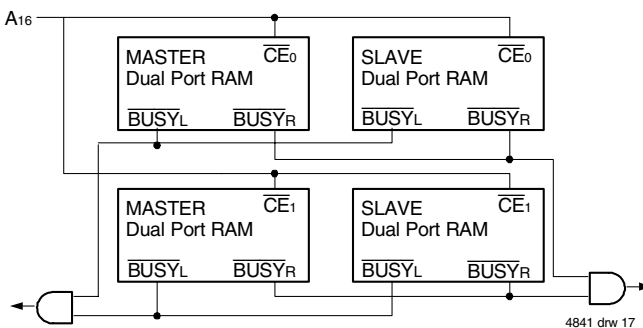 A16
MASTER CE0
Dual Port RAM
BUSYL BUSYR
SLAVE CE0
Dual Port RAM
BUSYL BUSYR
MASTER CE1
Dual Port RAM
BUSYL BUSYR
SLAVE CE1
Dual Port RAM
BUSYL BUSYR
4841 drw 17